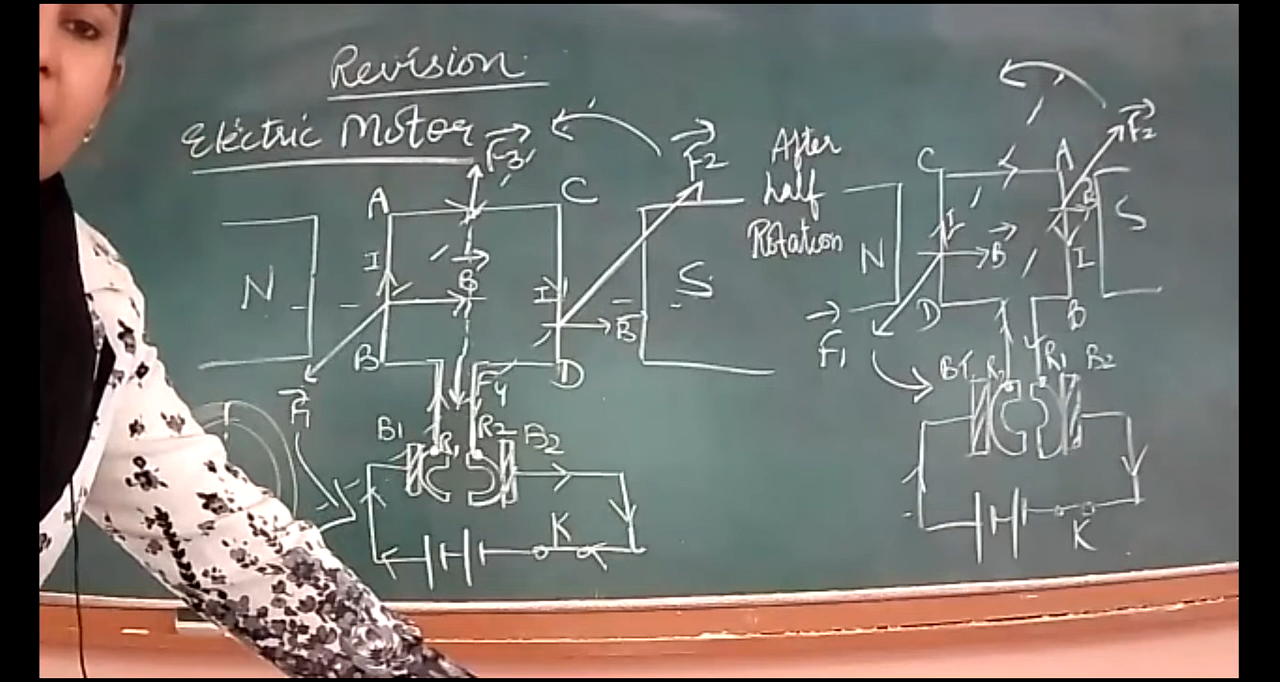 Revision
Electric Motor
F3
F2
A
C
N
I
B
I
B
S
B
D
F1
F4
B1
R1
R2
B2
K
After
half
Rotation
F2
C
A
N
I
B
B
I
S
D
B
F1
B1
R2
R1
B2
K